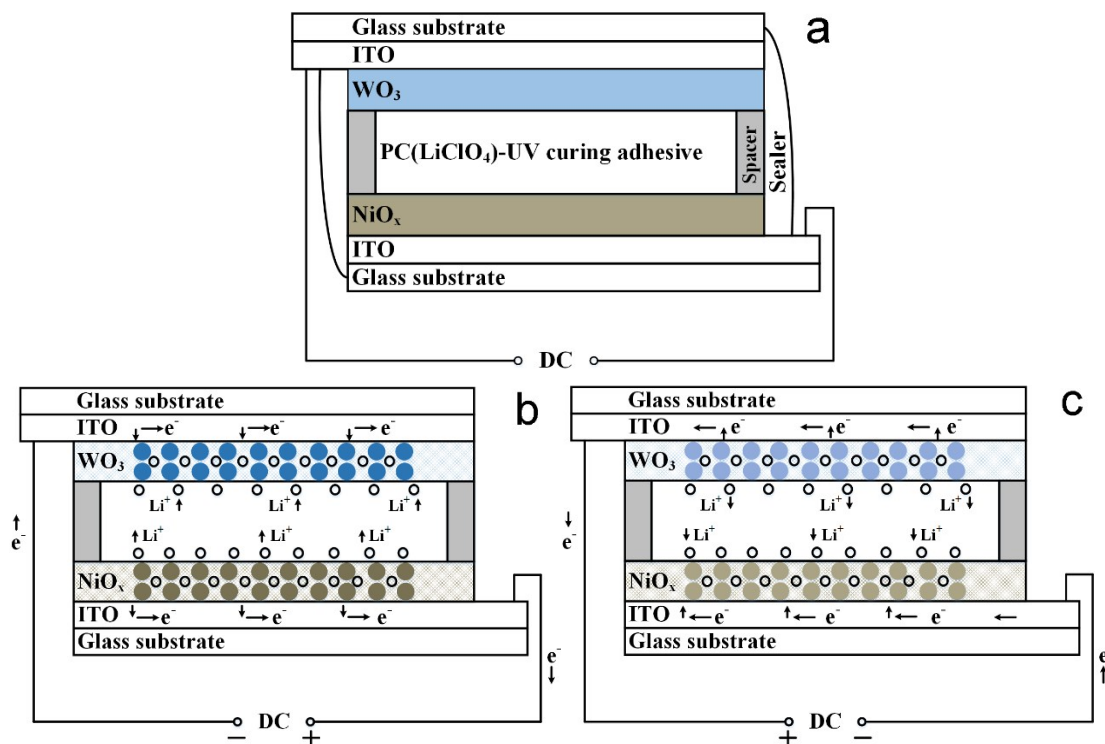 a
Glass substrate
ITO
WO₃
PC(LiClO₄)-UV curing adhesive
Spacer
Sealer
NiOₓ
ITO
Glass substrate
DC
b
Glass substrate
ITO
e⁻ e⁻ e⁻
WO₃
Li⁺ Li⁺ Li⁺
Li⁺ Li⁺ Li⁺
e⁻
NiOₓ
ITO
e⁻ e⁻ e⁻
Glass substrate
e⁻
DC
− +
c
Glass substrate
ITO
e⁻ e⁻ e⁻
WO₃
Li⁺ Li⁺ Li⁺
Li⁺ Li⁺ Li⁺
e⁻
NiOₓ
ITO
e⁻ e⁻ e⁻
Glass substrate
e
DC
+ −